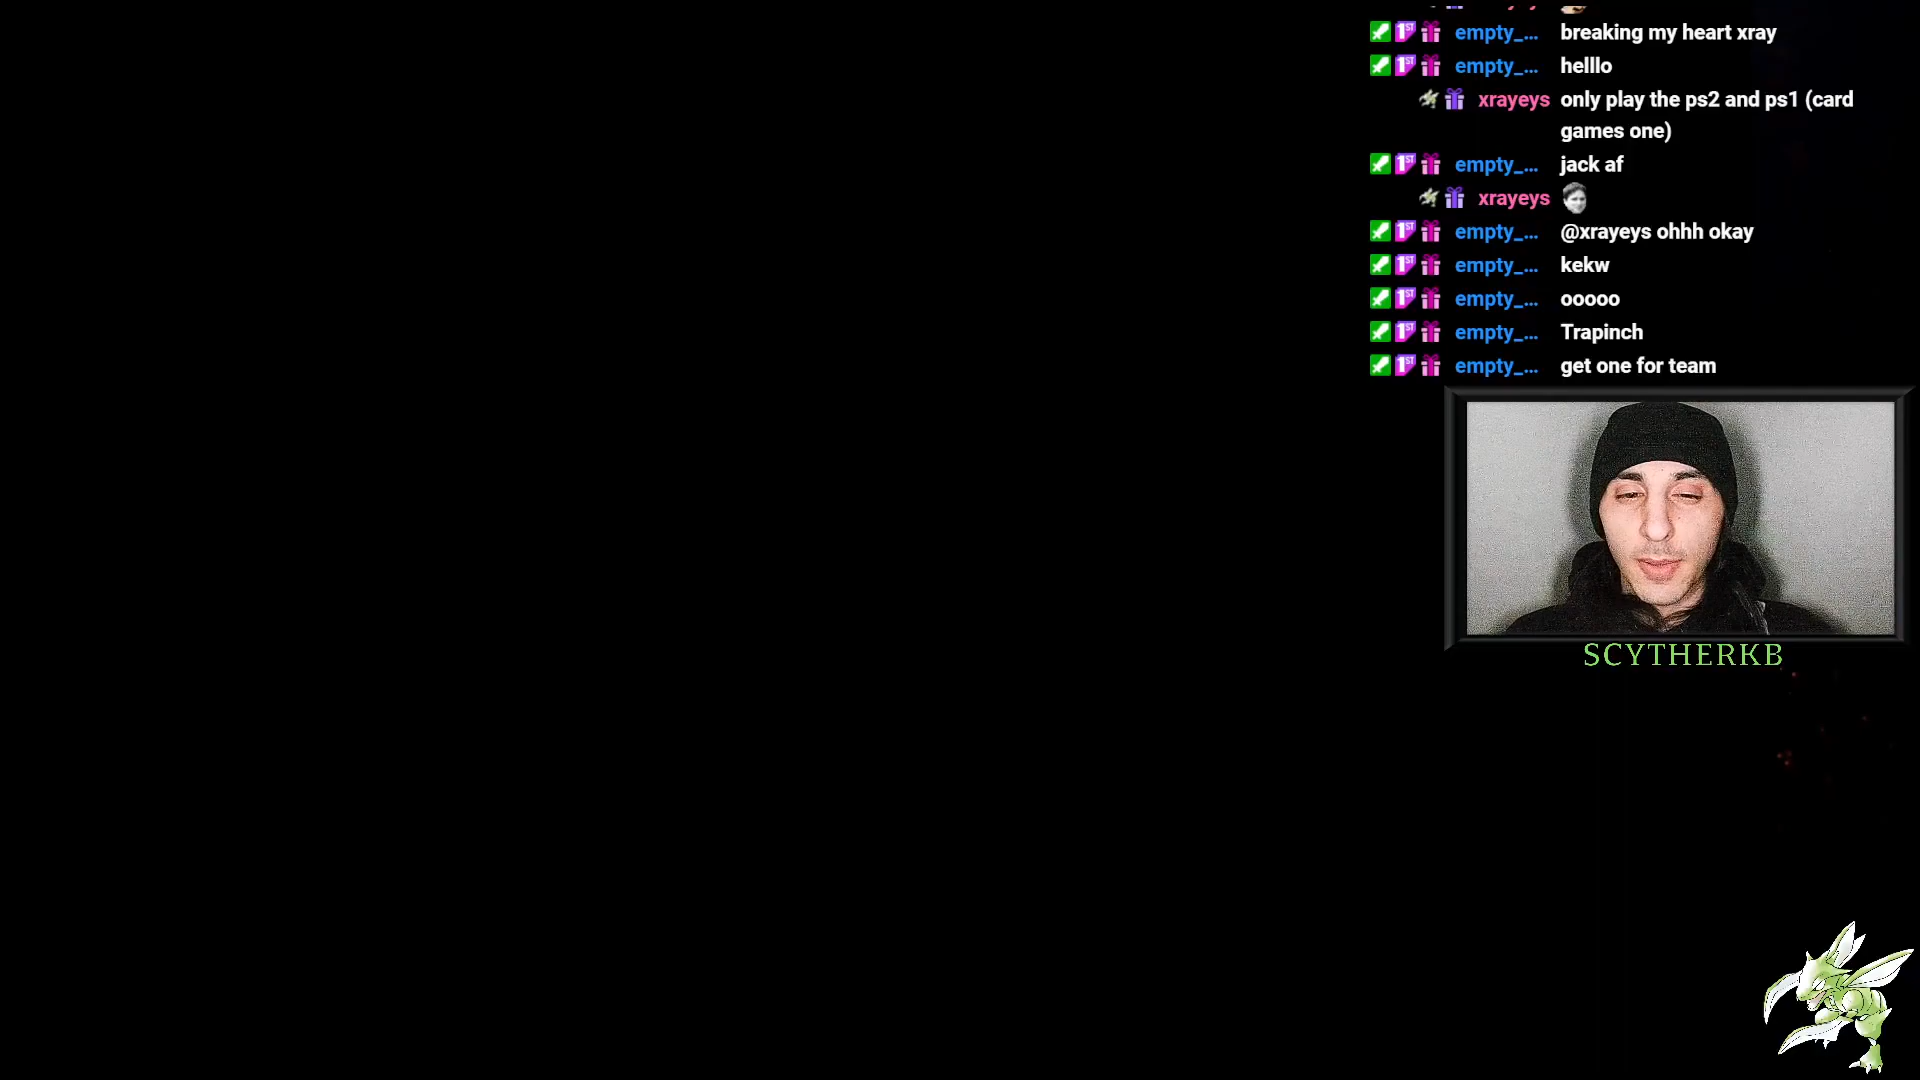 empty_... breaking my heart xray
empty_... helllo
xrayeys only play the ps2 and ps1 (card
games one)
empty_... jack af
xrayeys
empty_... @xrayeys ohhh okay
empty_... kekw
empty_... ooooo
empty_... Trapinch
empty_... get one for team
SCYTHERKB